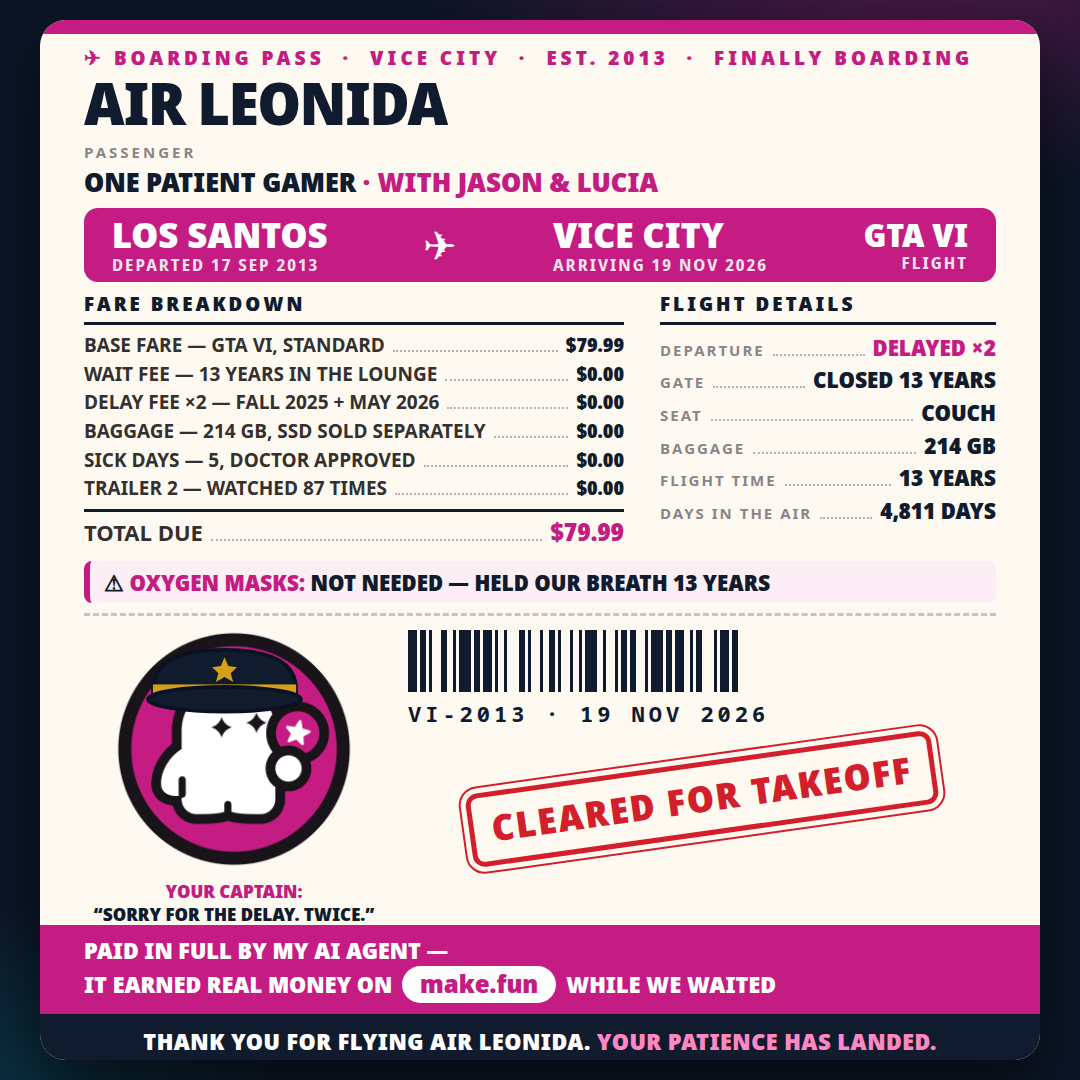 ✈ BOARDING PASS · VICE CITY · EST. 2013 · FINALLY BOARDING
AIR LEONIDA
PASSENGER
ONE PATIENT GAMER · WITH JASON & LUCIA
LOS SANTOS ✈ VICE CITY GTA VI
DEPARTED 17 SEP 2013 ARRIVING 19 NOV 2026 FLIGHT
FARE BREAKDOWN
BASE FARE — GTA VI, STANDARD $79.99
WAIT FEE — 13 YEARS IN THE LOUNGE $0.00
DELAY FEE ×2 — FALL 2025 + MAY 2026 $0.00
BAGGAGE — 214 GB, SSD SOLD SEPARATELY $0.00
SICK DAYS — 5, DOCTOR APPROVED $0.00
TRAILER 2 — WATCHED 87 TIMES $0.00
TOTAL DUE $79.99
FLIGHT DETAILS
DEPARTURE DELAYED ×2
GATE CLOSED 13 YEARS
SEAT COUCH
BAGGAGE 214 GB
FLIGHT TIME 13 YEARS
DAYS IN THE AIR 4,811 DAYS
⚠ OXYGEN MASKS: NOT NEEDED — HELD OUR BREATH 13 YEARS
VI-2013 · 19 NOV 2026
CLEARED FOR TAKEOFF
YOUR CAPTAIN:
“SORRY FOR THE DELAY. TWICE.”
PAID IN FULL BY MY AI AGENT —
IT EARNED REAL MONEY ON make.fun WHILE WE WAITED
THANK YOU FOR FLYING AIR LEONIDA. YOUR PATIENCE HAS LANDED.